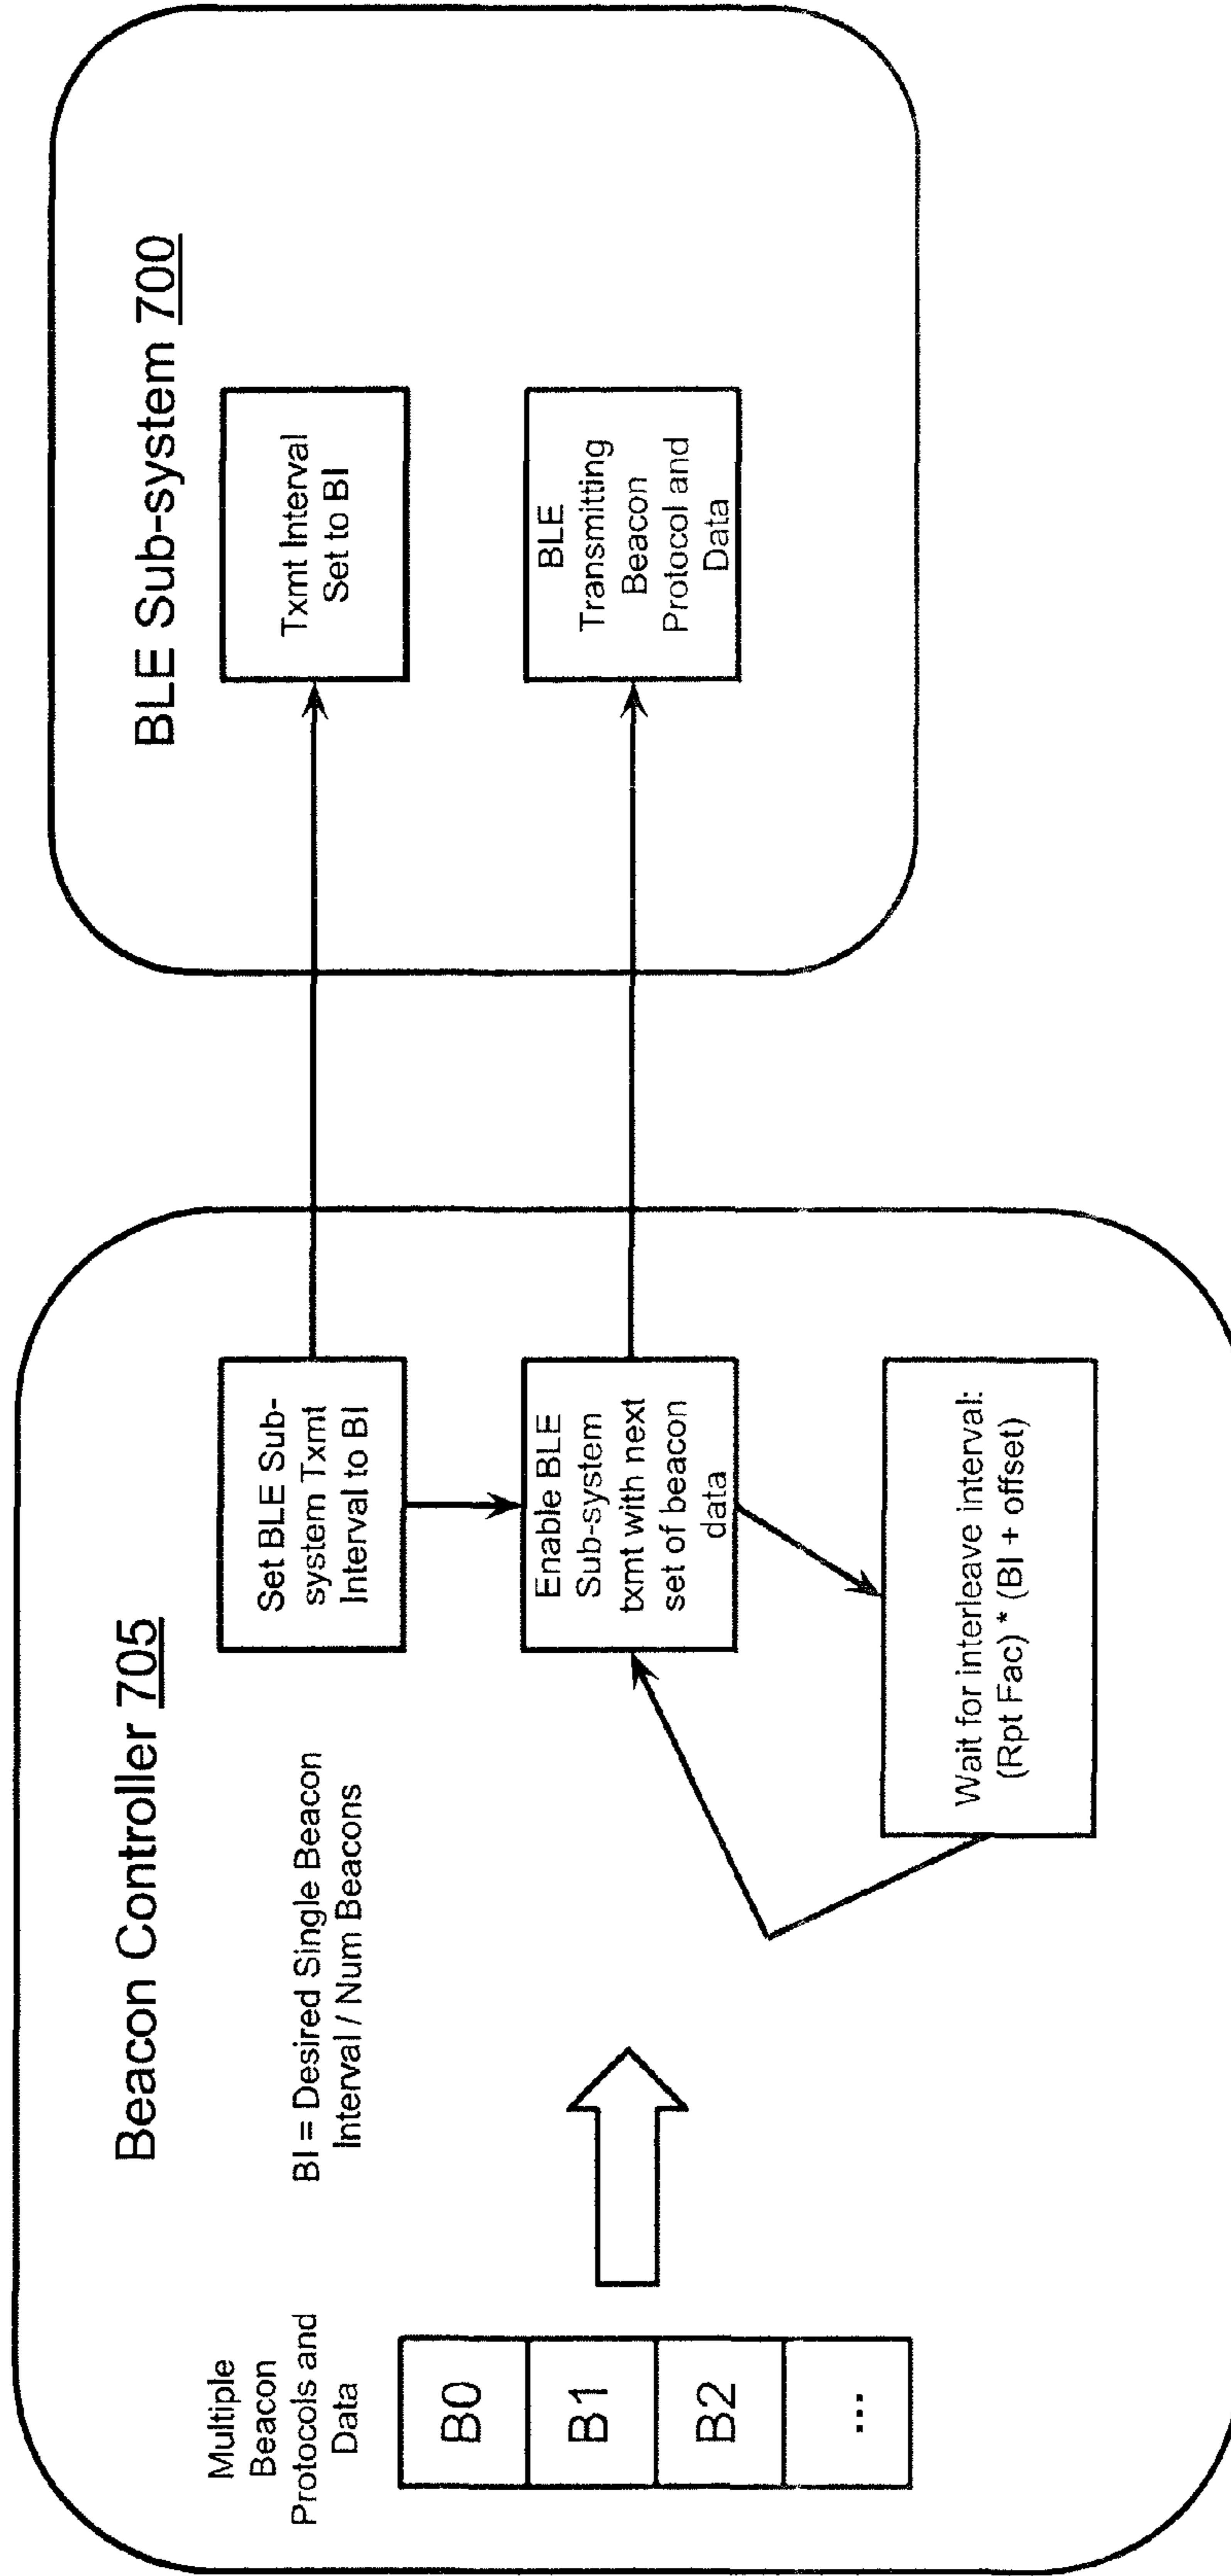 Beacon Controller 705
Multiple
Beacon
Protocols and
Data
B0
B1
B2
...
BI = Desired Single Beacon
Interval / Num Beacons
Set BLE Sub-
system Txmt
Interval to BI
Enable BLE
Sub-system
txmt with next
set of beacon
data
Wait for interleave interval:
(Rpt Fac) * (BI + offset)
BLE Sub-system 700
Txmt Interval
Set to BI
BLE
Transmitting
Beacon
Protocol and
Data